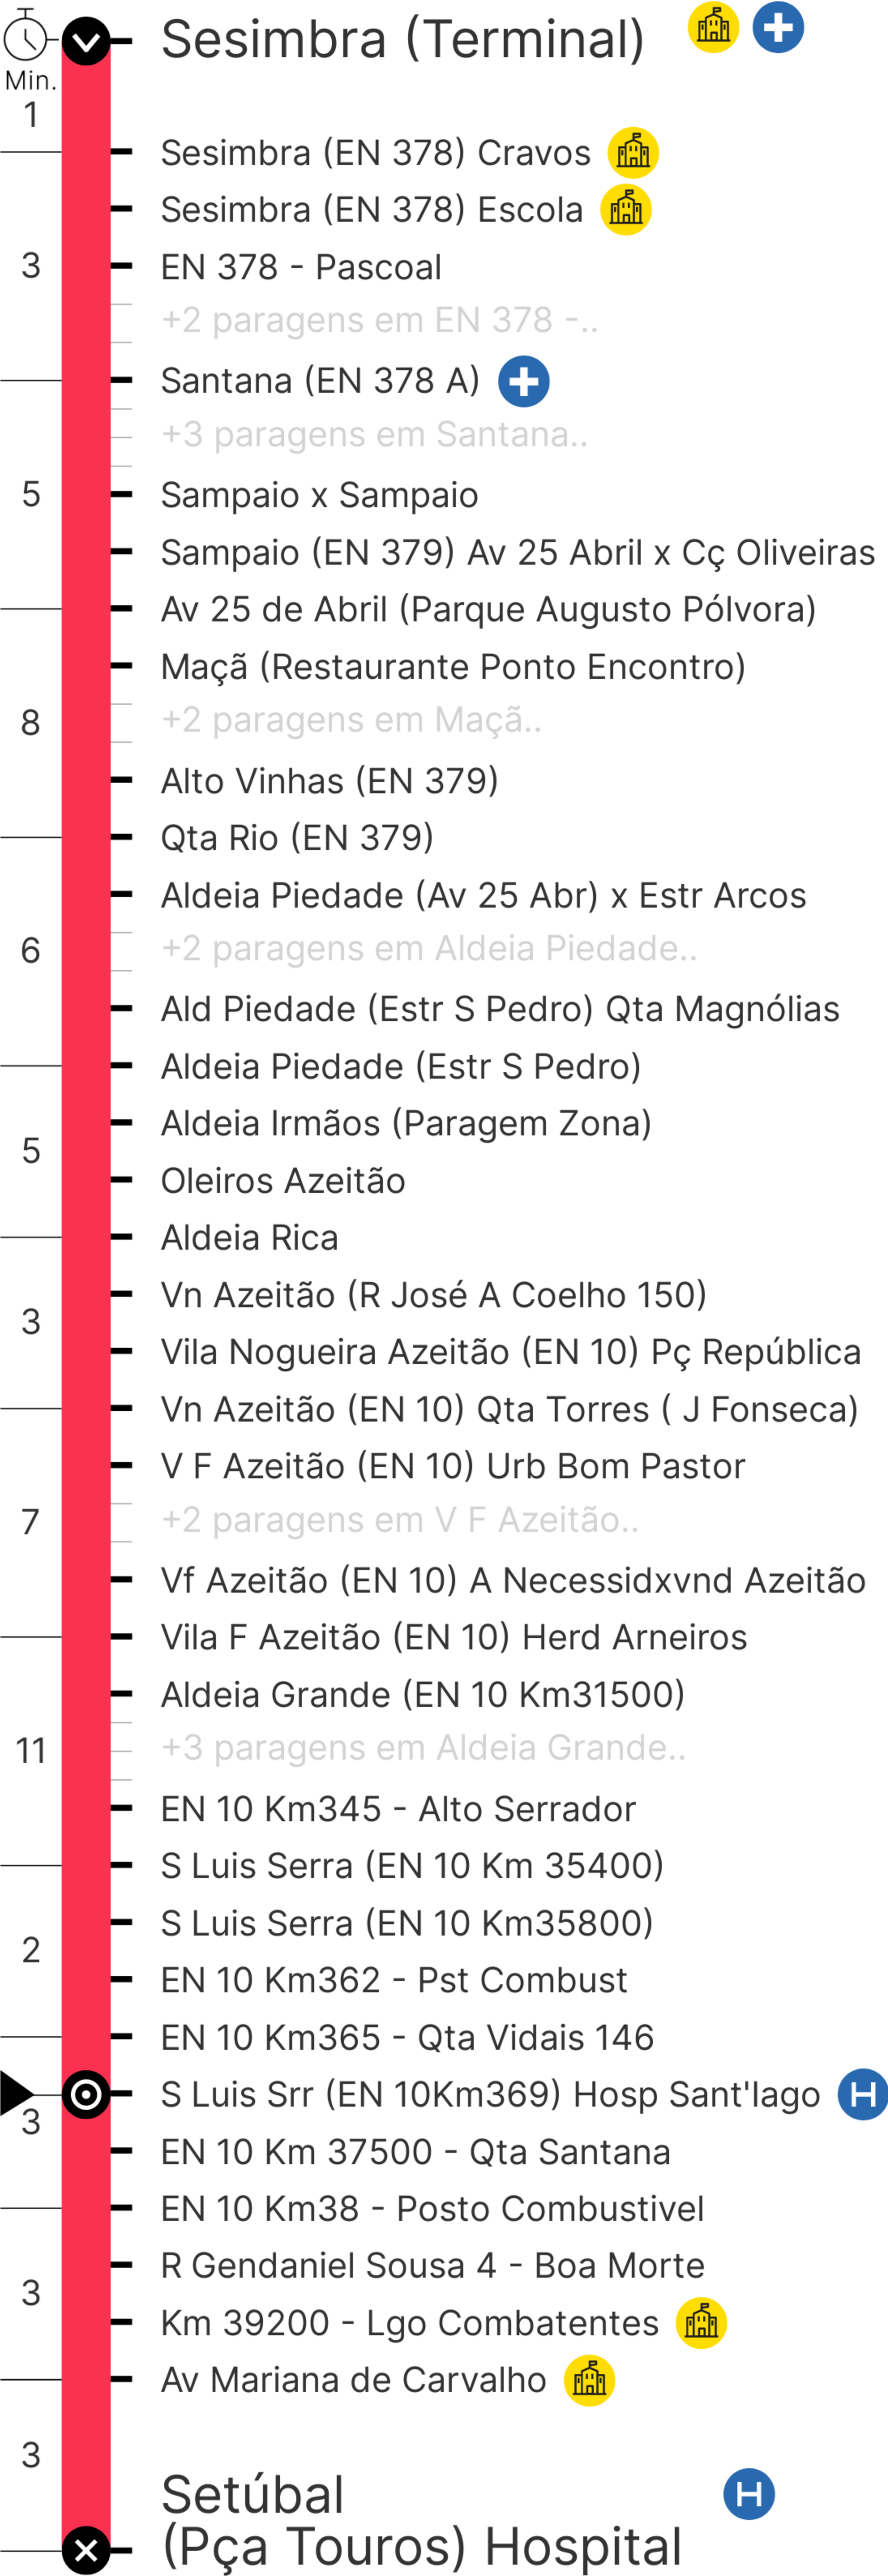 Sesimbra (Terminal)
Min.
1
Sesimbra (EN 378) Cravos
Sesimbra (EN 378) Escola
3
EN 378 - Pascoal
+2 paragens em EN 378 -..
Santana (EN 378 A)
+3 paragens em Santana..
5
Sampaio x Sampaio
Sampaio (EN 379) Av 25 Abril x Cç Oliveiras
Av 25 de Abril (Parque Augusto Pólvora)
Maçã (Restaurante Ponto Encontro)
8
+2 paragens em Maçã..
Alto Vinhas (EN 379)
Qta Rio (EN 379)
Aldeia Piedade (Av 25 Abr) x Estr Arcos
6
+2 paragens em Aldeia Piedade..
Ald Piedade (Estr S Pedro) Qta Magnólias
Aldeia Piedade (Estr S Pedro)
Aldeia Irmãos (Paragem Zona)
5
Oleiros Azeitão
Aldeia Rica
Vn Azeitão (R José A Coelho 150)
3
Vila Nogueira Azeitão (EN 10) Pç República
Vn Azeitão (EN 10) Qta Torres ( J Fonseca)
V F Azeitão (EN 10) Urb Bom Pastor
7
+2 paragens em V F Azeitão..
Vf Azeitão (EN 10) A Necessidxvnd Azeitão
Vila F Azeitão (EN 10) Herd Arneiros
Aldeia Grande (EN 10 Km31500)
11
+3 paragens em Aldeia Grande..
EN 10 Km345 - Alto Serrador
S Luis Serra (EN 10 Km 35400)
S Luis Serra (EN 10 Km35800)
2
EN 10 Km362 - Pst Combust
EN 10 Km365 - Qta Vidais 146
S Luis Srr (EN 10Km369) Hosp Sant'Iago H
3
EN 10 Km 37500 - Qta Santana
EN 10 Km38 - Posto Combustivel
R Gendaniel Sousa 4 - Boa Morte
3
Km 39200 - Lgo Combatentes
Av Mariana de Carvalho
3
Setúbal H
(Pça Touros) Hospital